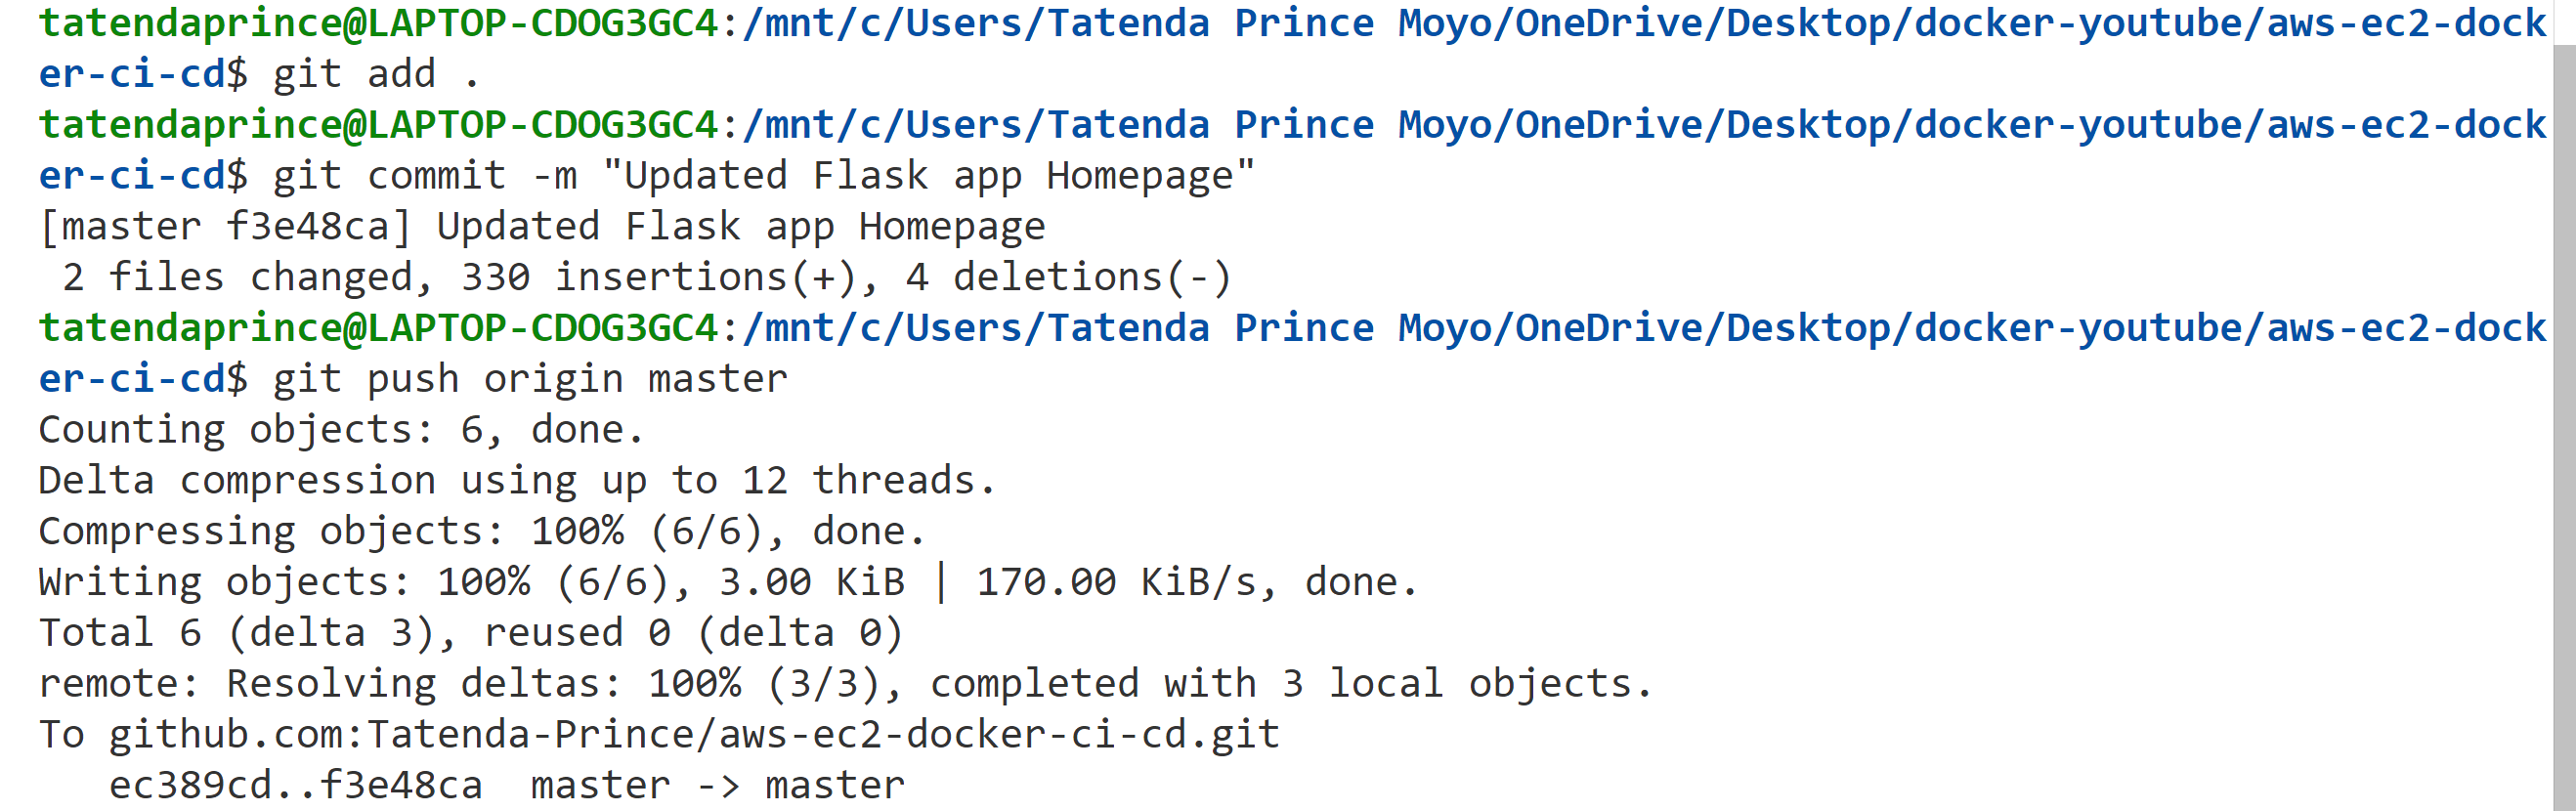 tatendaprince@LAPTOP-CDOG3GC4:/mnt/c/Users/Tatenda Prince Moyo/OneDrive/Desktop/docker-youtube/aws-ec2-dock
er-ci-cd$ git add .
tatendaprince@LAPTOP-CDOG3GC4:/mnt/c/Users/Tatenda Prince Moyo/OneDrive/Desktop/docker-youtube/aws-ec2-dock
er-ci-cd$ git commit -m "Updated Flask app Homepage"
[master f3e48ca] Updated Flask app Homepage
 2 files changed, 330 insertions(+), 4 deletions(-)
tatendaprince@LAPTOP-CDOG3GC4:/mnt/c/Users/Tatenda Prince Moyo/OneDrive/Desktop/docker-youtube/aws-ec2-dock
er-ci-cd$ git push origin master
Counting objects: 6, done.
Delta compression using up to 12 threads.
Compressing objects: 100% (6/6), done.
Writing objects: 100% (6/6), 3.00 KiB | 170.00 KiB/s, done.
Total 6 (delta 3), reused 0 (delta 0)
remote: Resolving deltas: 100% (3/3), completed with 3 local objects.
To github.com:Tatenda-Prince/aws-ec2-docker-ci-cd.git
   ec389cd..f3e48ca  master -> master